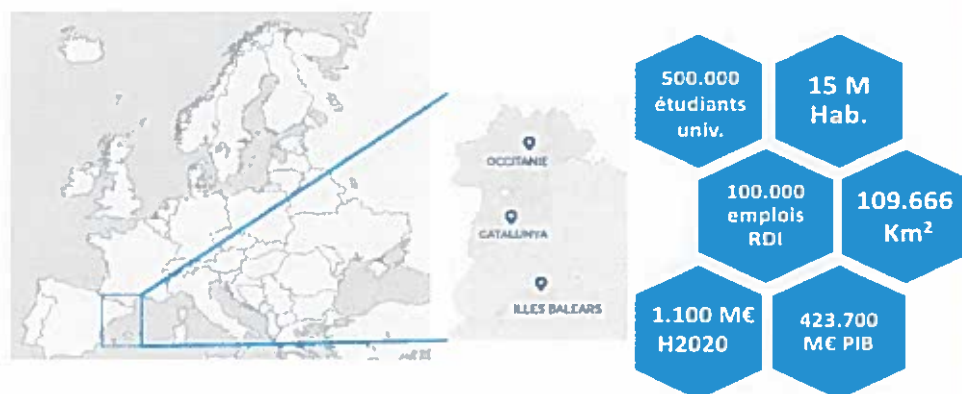 OCCITANIE
CATALUNYA
ILLES BALEARS
500.000
étudiants
univ.
15 M
Hab.
100.000
emplois
RDI
109.666
Km²
1.100 M€
H2020
423.700
M€ PIB